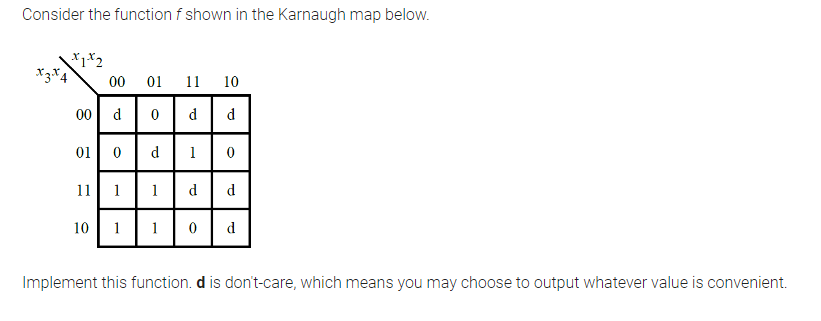 Consider the function f shown in the Karnaugh map below.
x1x2
x3x4
00 01 11 10
00 d 0 d d
01 0 d 1 0
11 1 1 d d
10 1 1 0 d
Implement this function. d is don't-care, which means you may choose to output whatever value is convenient.